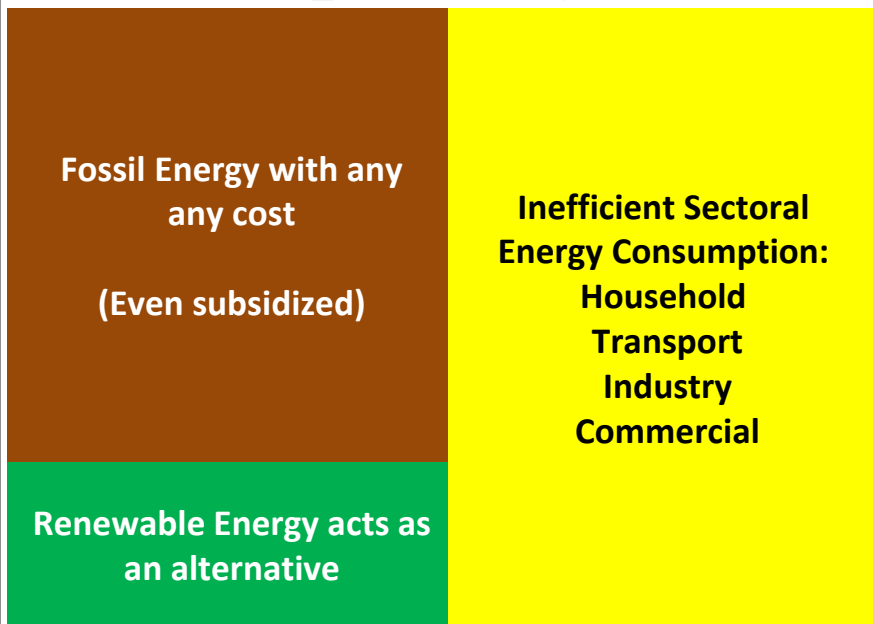 Fossil Energy with any
any cost
(Even subsidized)
Inefficient Sectoral
Energy Consumption:
Household
Transport
Industry
Commercial
Renewable Energy acts as
an alternative